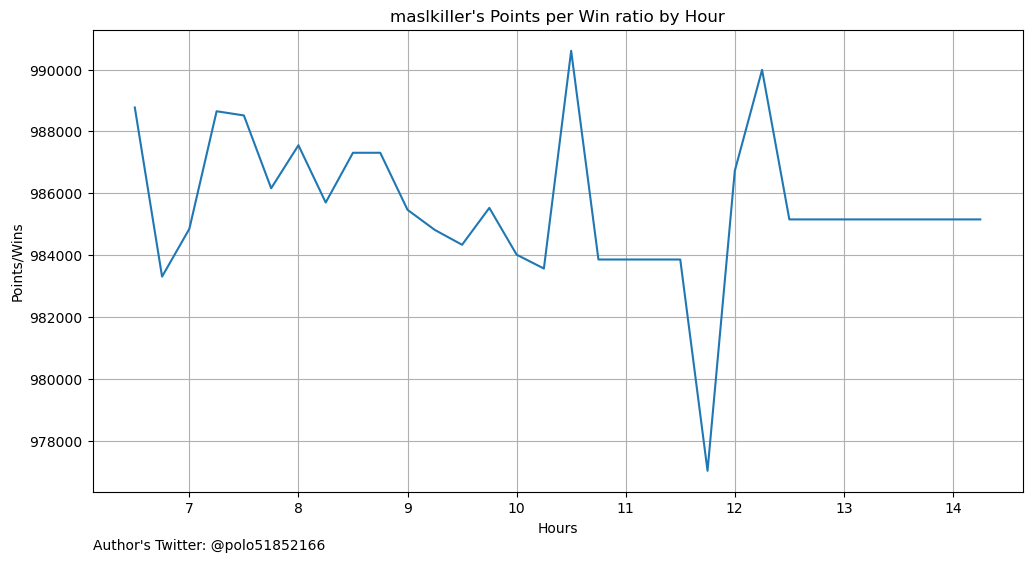 maslkiller's Points per Win ratio by Hour
990000
988000
986000
984000
982000
980000
978000
Points/Wins
7 8 9 10 11 12 13 14
Hours
Author's Twitter: @polo51852166